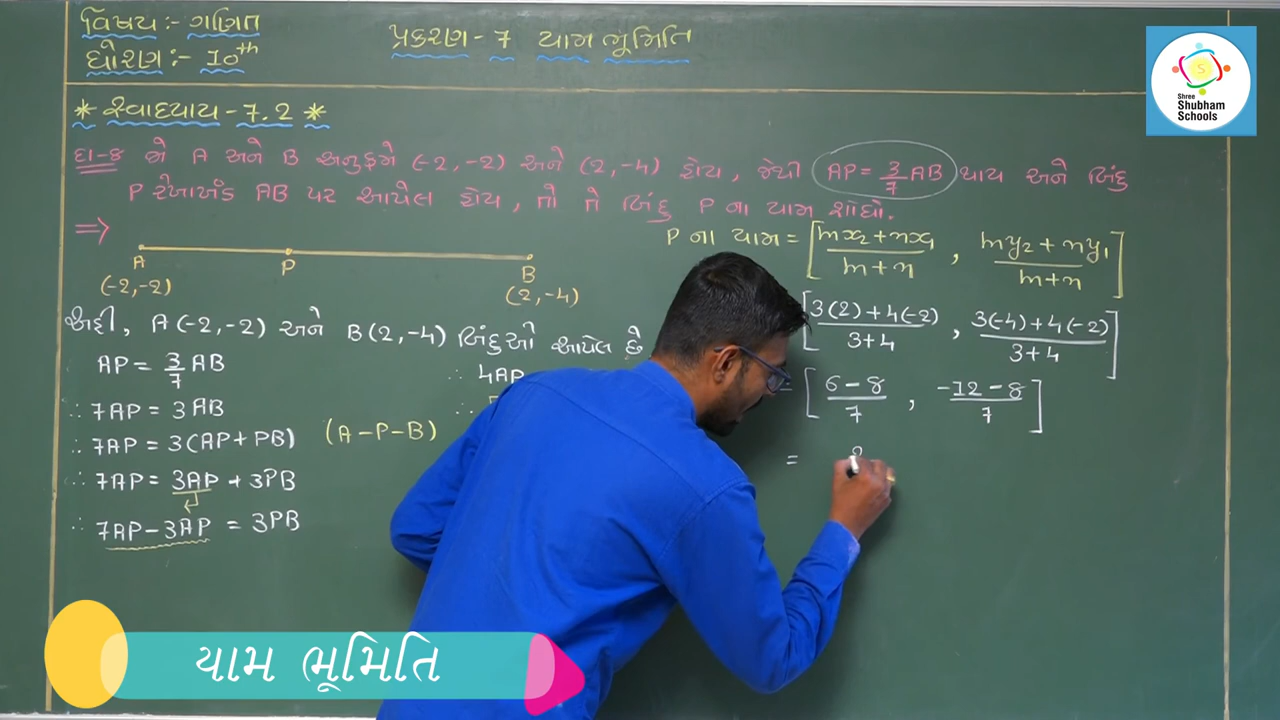 વિષય:- ગણિત
ધોરણ:- 10th
પ્રકરણ - 7 યામ ભૂમિતિ
Shree
Shubham
Schools
* સ્વાધ્યાય - 7.2 *
દા-8 જો A અને B અનુક્રમે (-2,-2) અને (2,-4) હોય, જેથી AP = 3/7 AB થાય અને બિંદુ
P રેખાખંડ AB પર આવેલ હોય, તો તે બિંદુ P ના યામ શોધો.
⇒
A P B
(-2,-2) (2,-4)
અહીં, A(-2,-2) અને B(2,-4) બિંદુઓ આપેલ છે
AP = 3/7 AB
∴ 7AP = 3AB
∴ 7AP = 3(AP+PB) (A-P-B)
∴ 7AP = 3AP + 3PB
∴ 7AP-3AP = 3PB
∴ 4AP
∴
P ના યામ = [mx₂+nx₁/m+n , my₂+ny₁/m+n]
[3(2)+4(-2)/3+4 , 3(-4)+4(-2)/3+4]
= [6-8/7 , -12-8/7]
=
યામ ભૂમિતિ